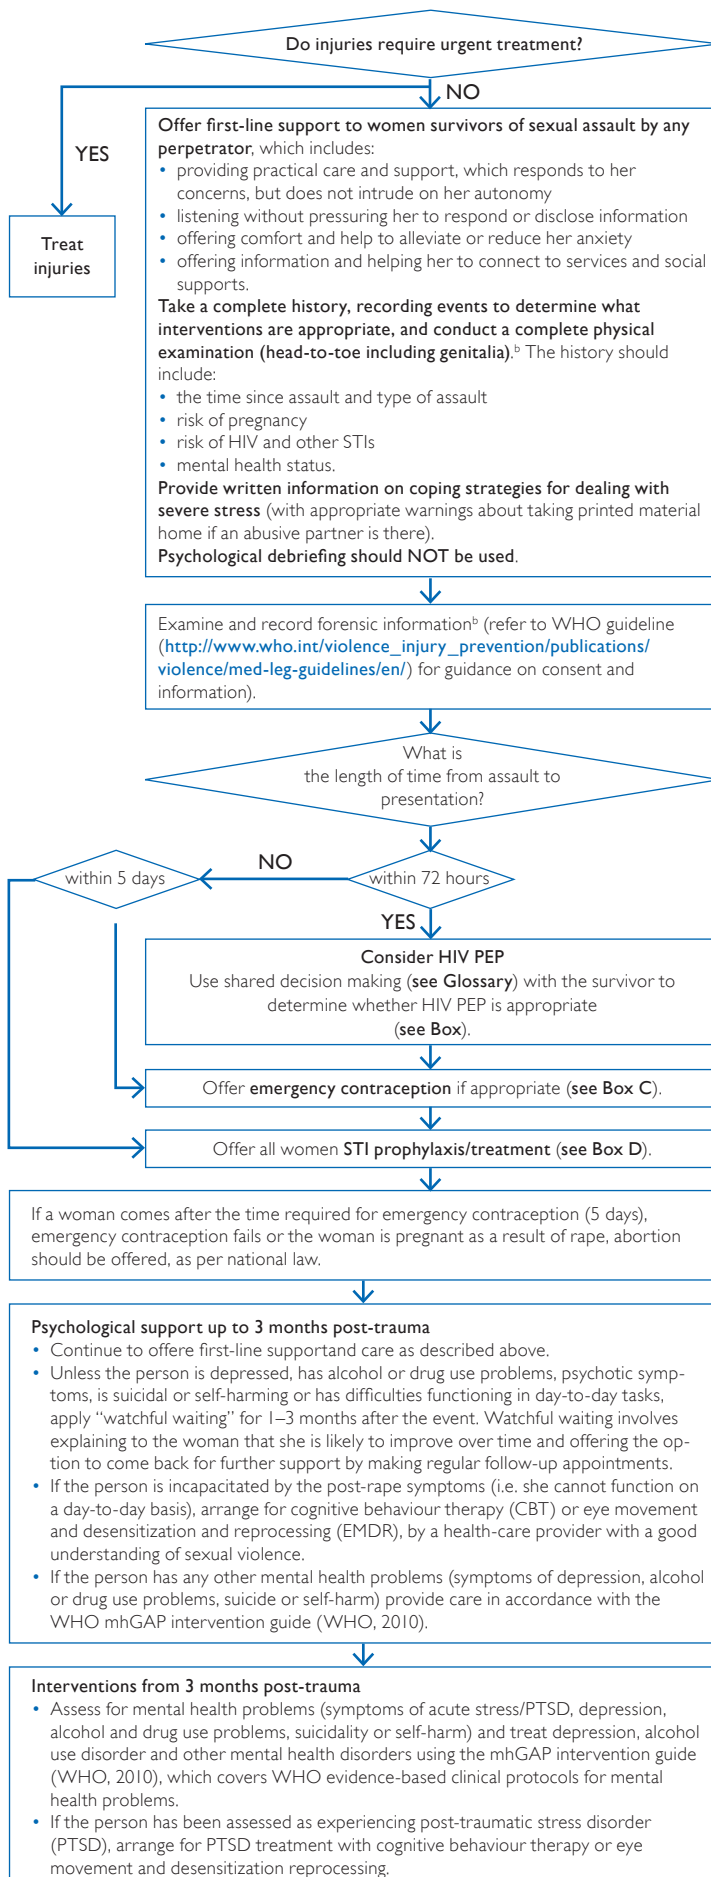 Do injuries require urgent treatment?
NO
YES
Treat
injuries
Offer first-line support to women survivors of sexual assault by any
perpetrator, which includes:
• providing practical care and support, which responds to her
concerns, but does not intrude on her autonomy
• listening without pressuring her to respond or disclose information
• offering comfort and help to alleviate or reduce her anxiety
• offering information and helping her to connect to services and social
supports.
Take a complete history, recording events to determine what
interventions are appropriate, and conduct a complete physical
examination (head-to-toe including genitalia).ᵇ The history should
include:
• the time since assault and type of assault
• risk of pregnancy
• risk of HIV and other STIs
• mental health status.
Provide written information on coping strategies for dealing with
severe stress (with appropriate warnings about taking printed material
home if an abusive partner is there).
Psychological debriefing should NOT be used.
Examine and record forensic informationᵇ (refer to WHO guideline
(http://www.who.int/violence_injury_prevention/publications/
violence/med-leg-guidelines/en/) for guidance on consent and
information).
What is
the length of time from assault to
presentation?
within 5 days
NO
within 72 hours
YES
Consider HIV PEP
Use shared decision making (see Glossary) with the survivor to
determine whether HIV PEP is appropriate
(see Box).
Offer emergency contraception if appropriate (see Box C).
Offer all women STI prophylaxis/treatment (see Box D).
If a woman comes after the time required for emergency contraception (5 days),
emergency contraception fails or the woman is pregnant as a result of rape, abortion
should be offered, as per national law.
Psychological support up to 3 months post-trauma
• Continue to offere first-line supportand care as described above.
• Unless the person is depressed, has alcohol or drug use problems, psychotic symp-
toms, is suicidal or self-harming or has difficulties functioning in day-to-day tasks,
apply “watchful waiting” for 1–3 months after the event. Watchful waiting involves
explaining to the woman that she is likely to improve over time and offering the op-
tion to come back for further support by making regular follow-up appointments.
• If the person is incapacitated by the post-rape symptoms (i.e. she cannot function on
a day-to-day basis), arrange for cognitive behaviour therapy (CBT) or eye movement
and desensitization and reprocessing (EMDR), by a health-care provider with a good
understanding of sexual violence.
• If the person has any other mental health problems (symptoms of depression, alcohol
or drug use problems, suicide or self-harm) provide care in accordance with the
WHO mhGAP intervention guide (WHO, 2010).
Interventions from 3 months post-trauma
• Assess for mental health problems (symptoms of acute stress/PTSD, depression,
alcohol and drug use problems, suicidality or self-harm) and treat depression, alcohol
use disorder and other mental health disorders using the mhGAP intervention guide
(WHO, 2010), which covers WHO evidence-based clinical protocols for mental
health problems.
• If the person has been assessed as experiencing post-traumatic stress disorder
(PTSD), arrange for PTSD treatment with cognitive behaviour therapy or eye
movement and desensitization reprocessing.